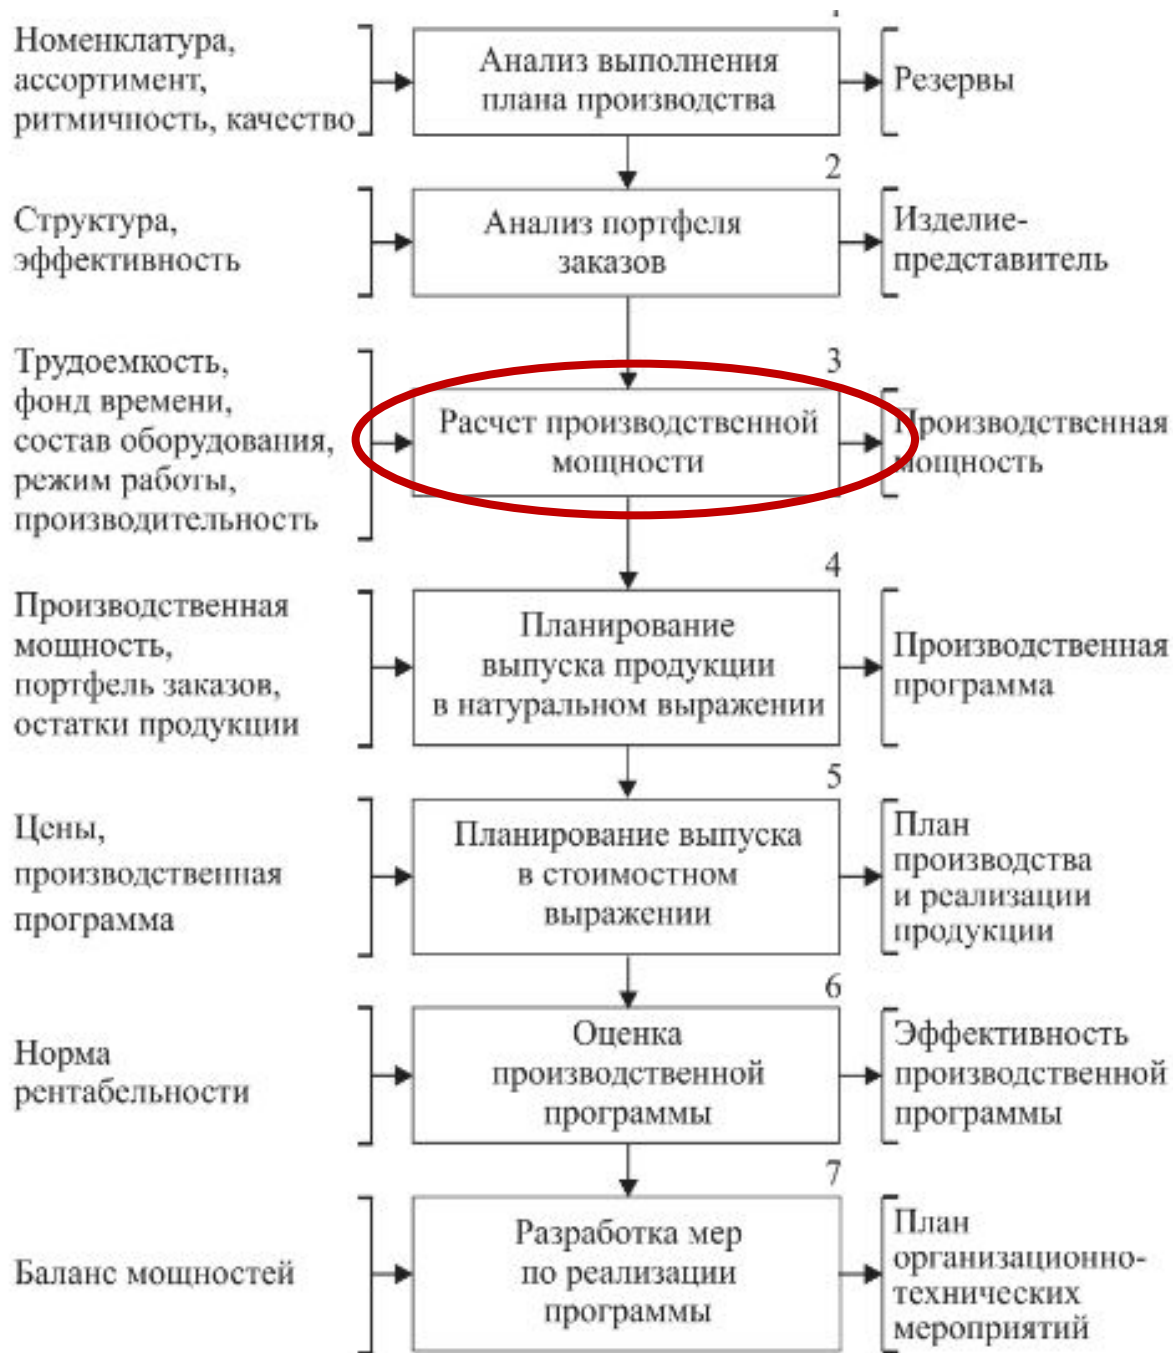 Номенклатура,
ассортимент,
ритмичность, качество
Анализ выполнения
плана производства
Резервы
2
Структура,
эффективность
Анализ портфеля
заказов
Изделие-
представитель
3
Трудоемкость,
фонд времени,
состав оборудования,
режим работы,
производительность
Расчет производственной
мощности
Производственная
мощность
4
Производственная
мощность,
портфель заказов,
остатки продукции
Планирование
выпуска продукции
в натуральном выражении
Производственная
программа
5
Цены,
производственная
программа
Планирование выпуска
в стоимостном
выражении
План
производства
и реализации
продукции
6
Норма
рентабельности
Оценка
производственной
программы
Эффективность
производственной
программы
7
Баланс мощностей
Разработка мер
по реализации
программы
План
организационно-
технических
мероприятий